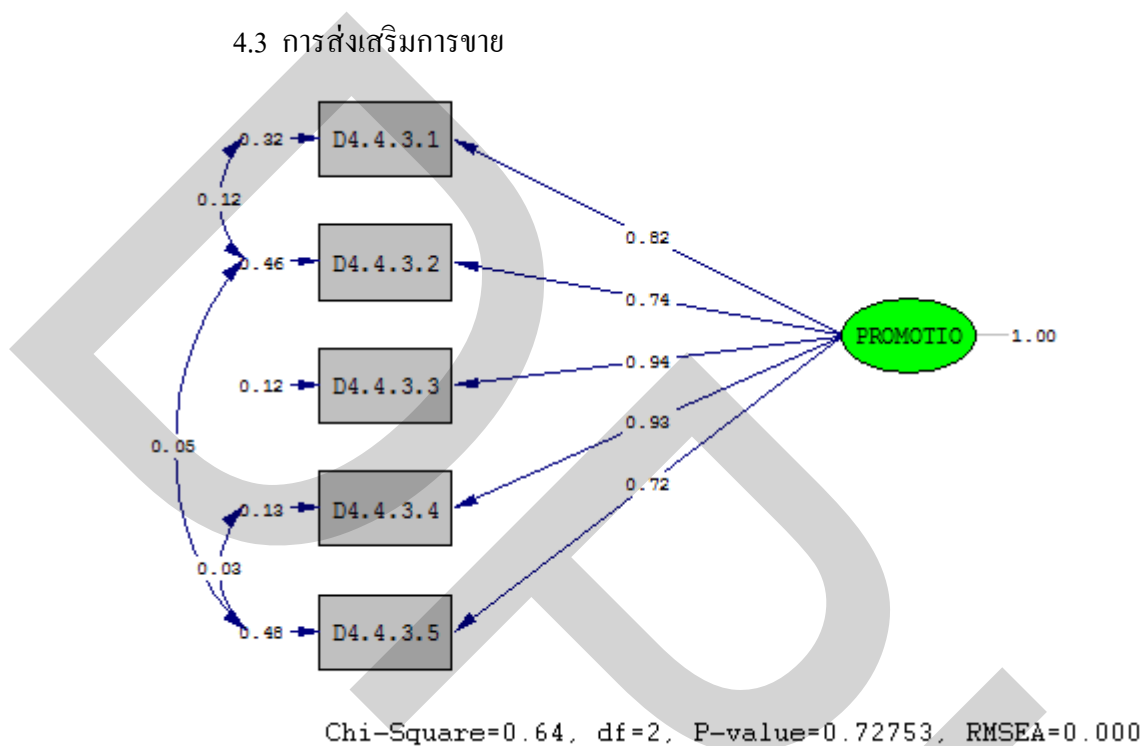 4.3 การส่งเสริมการขาย
0.32 D4.4.3.1
0.12
0.82
0.46 D4.4.3.2
0.74
PROMOTIO 1.00
0.94
0.12 D4.4.3.3
0.93
0.05
0.72
0.13 D4.4.3.4
0.03
0.48 D4.4.3.5
Chi-Square=0.64, df=2, P-value=0.72753, RMSEA=0.000